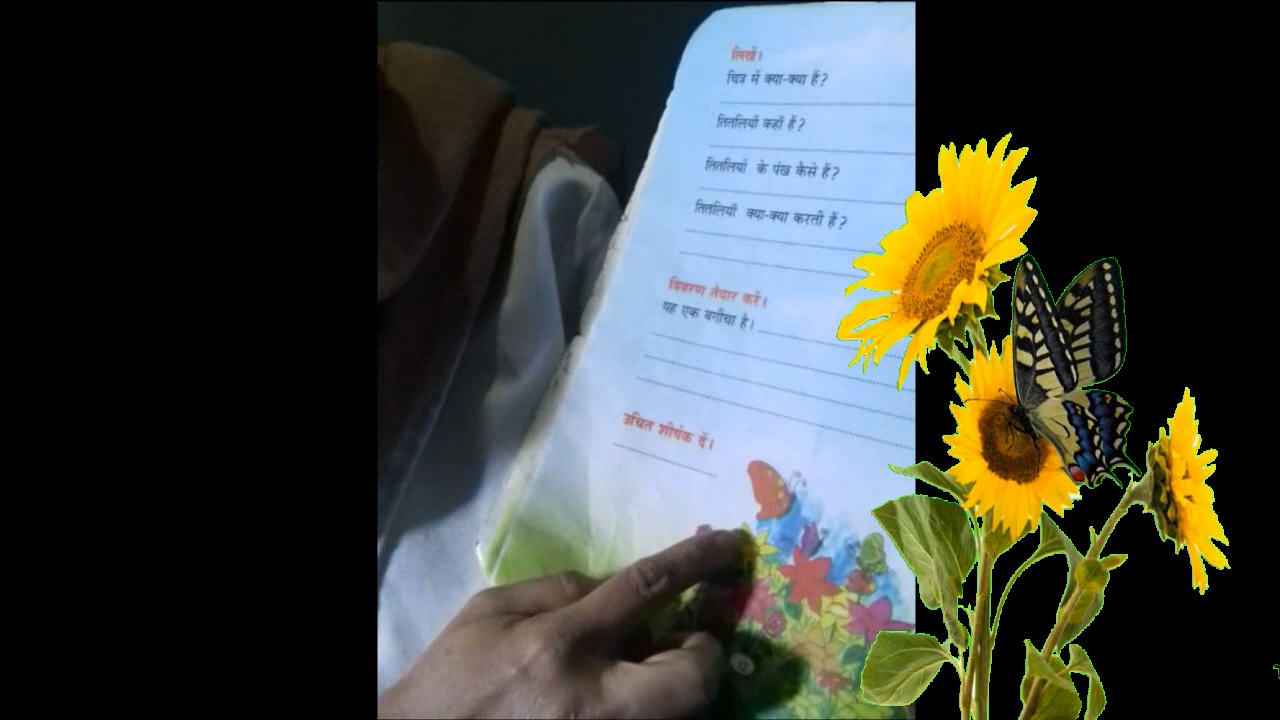 लिखें।
चित्र में क्या-क्या हैं?
तितलियाँ कहाँ हैं?
तितलियों के पंख कैसे हैं?
तितलियाँ क्या-क्या करती हैं?
विवरण तैयार करें।
यह एक बगीचा है।
उचित शीर्षक दें।